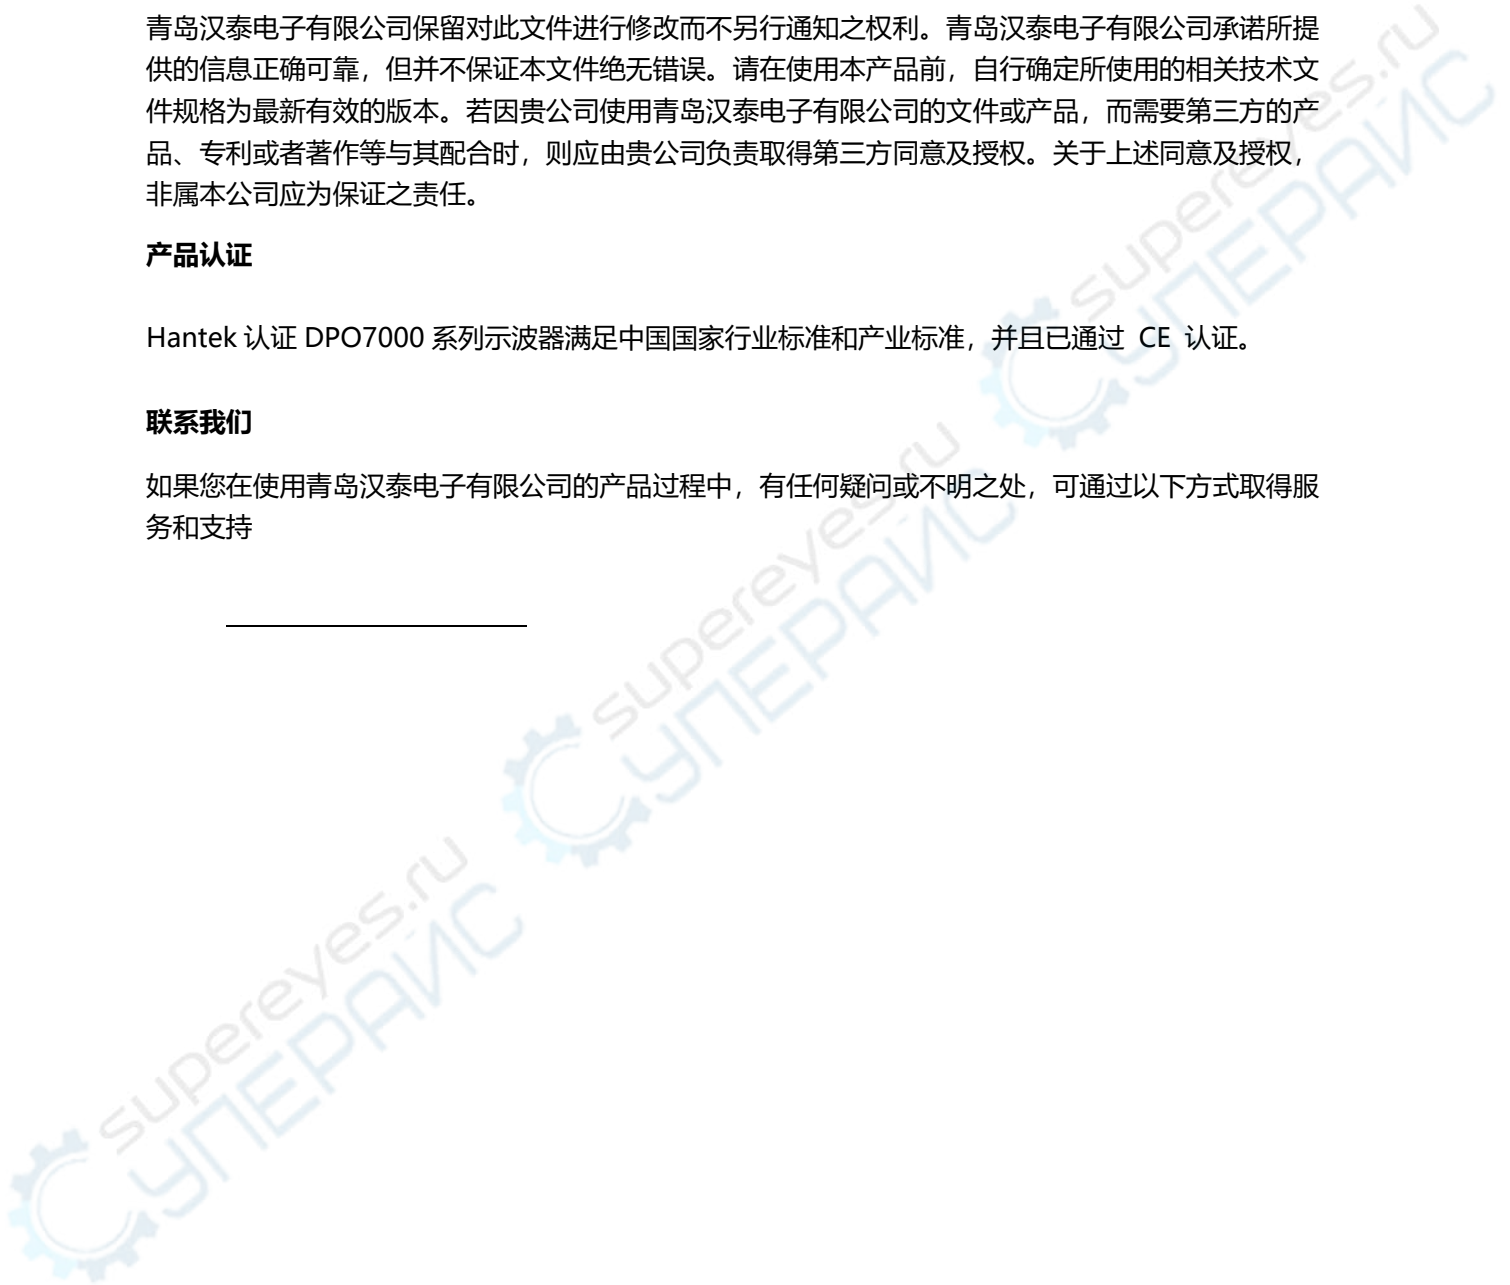 青岛汉泰电子有限公司保留对此文件进行修改而不另行通知之权利。青岛汉泰电子有限公司承诺所提
供的信息正确可靠，但并不保证本文件绝无错误。请在使用本产品前，自行确定所使用的相关技术文
件规格为最新有效的版本。若因贵公司使用青岛汉泰电子有限公司的文件或产品，而需要第三方的产
品、专利或者著作等与其配合时，则应由贵公司负责取得第三方同意及授权。关于上述同意及授权，
非属本公司应为保证之责任。
产品认证
Hantek 认证 DPO7000 系列示波器满足中国国家行业标准和产业标准，并且已通过 CE 认证。
联系我们
如果您在使用青岛汉泰电子有限公司的产品过程中，有任何疑问或不明之处，可通过以下方式取得服
务和支持
supereyes.ru
СУПЕРАЙС
supereyes.ru
СУПЕРАЙС
supereyes.ru
СУПЕРАЙС